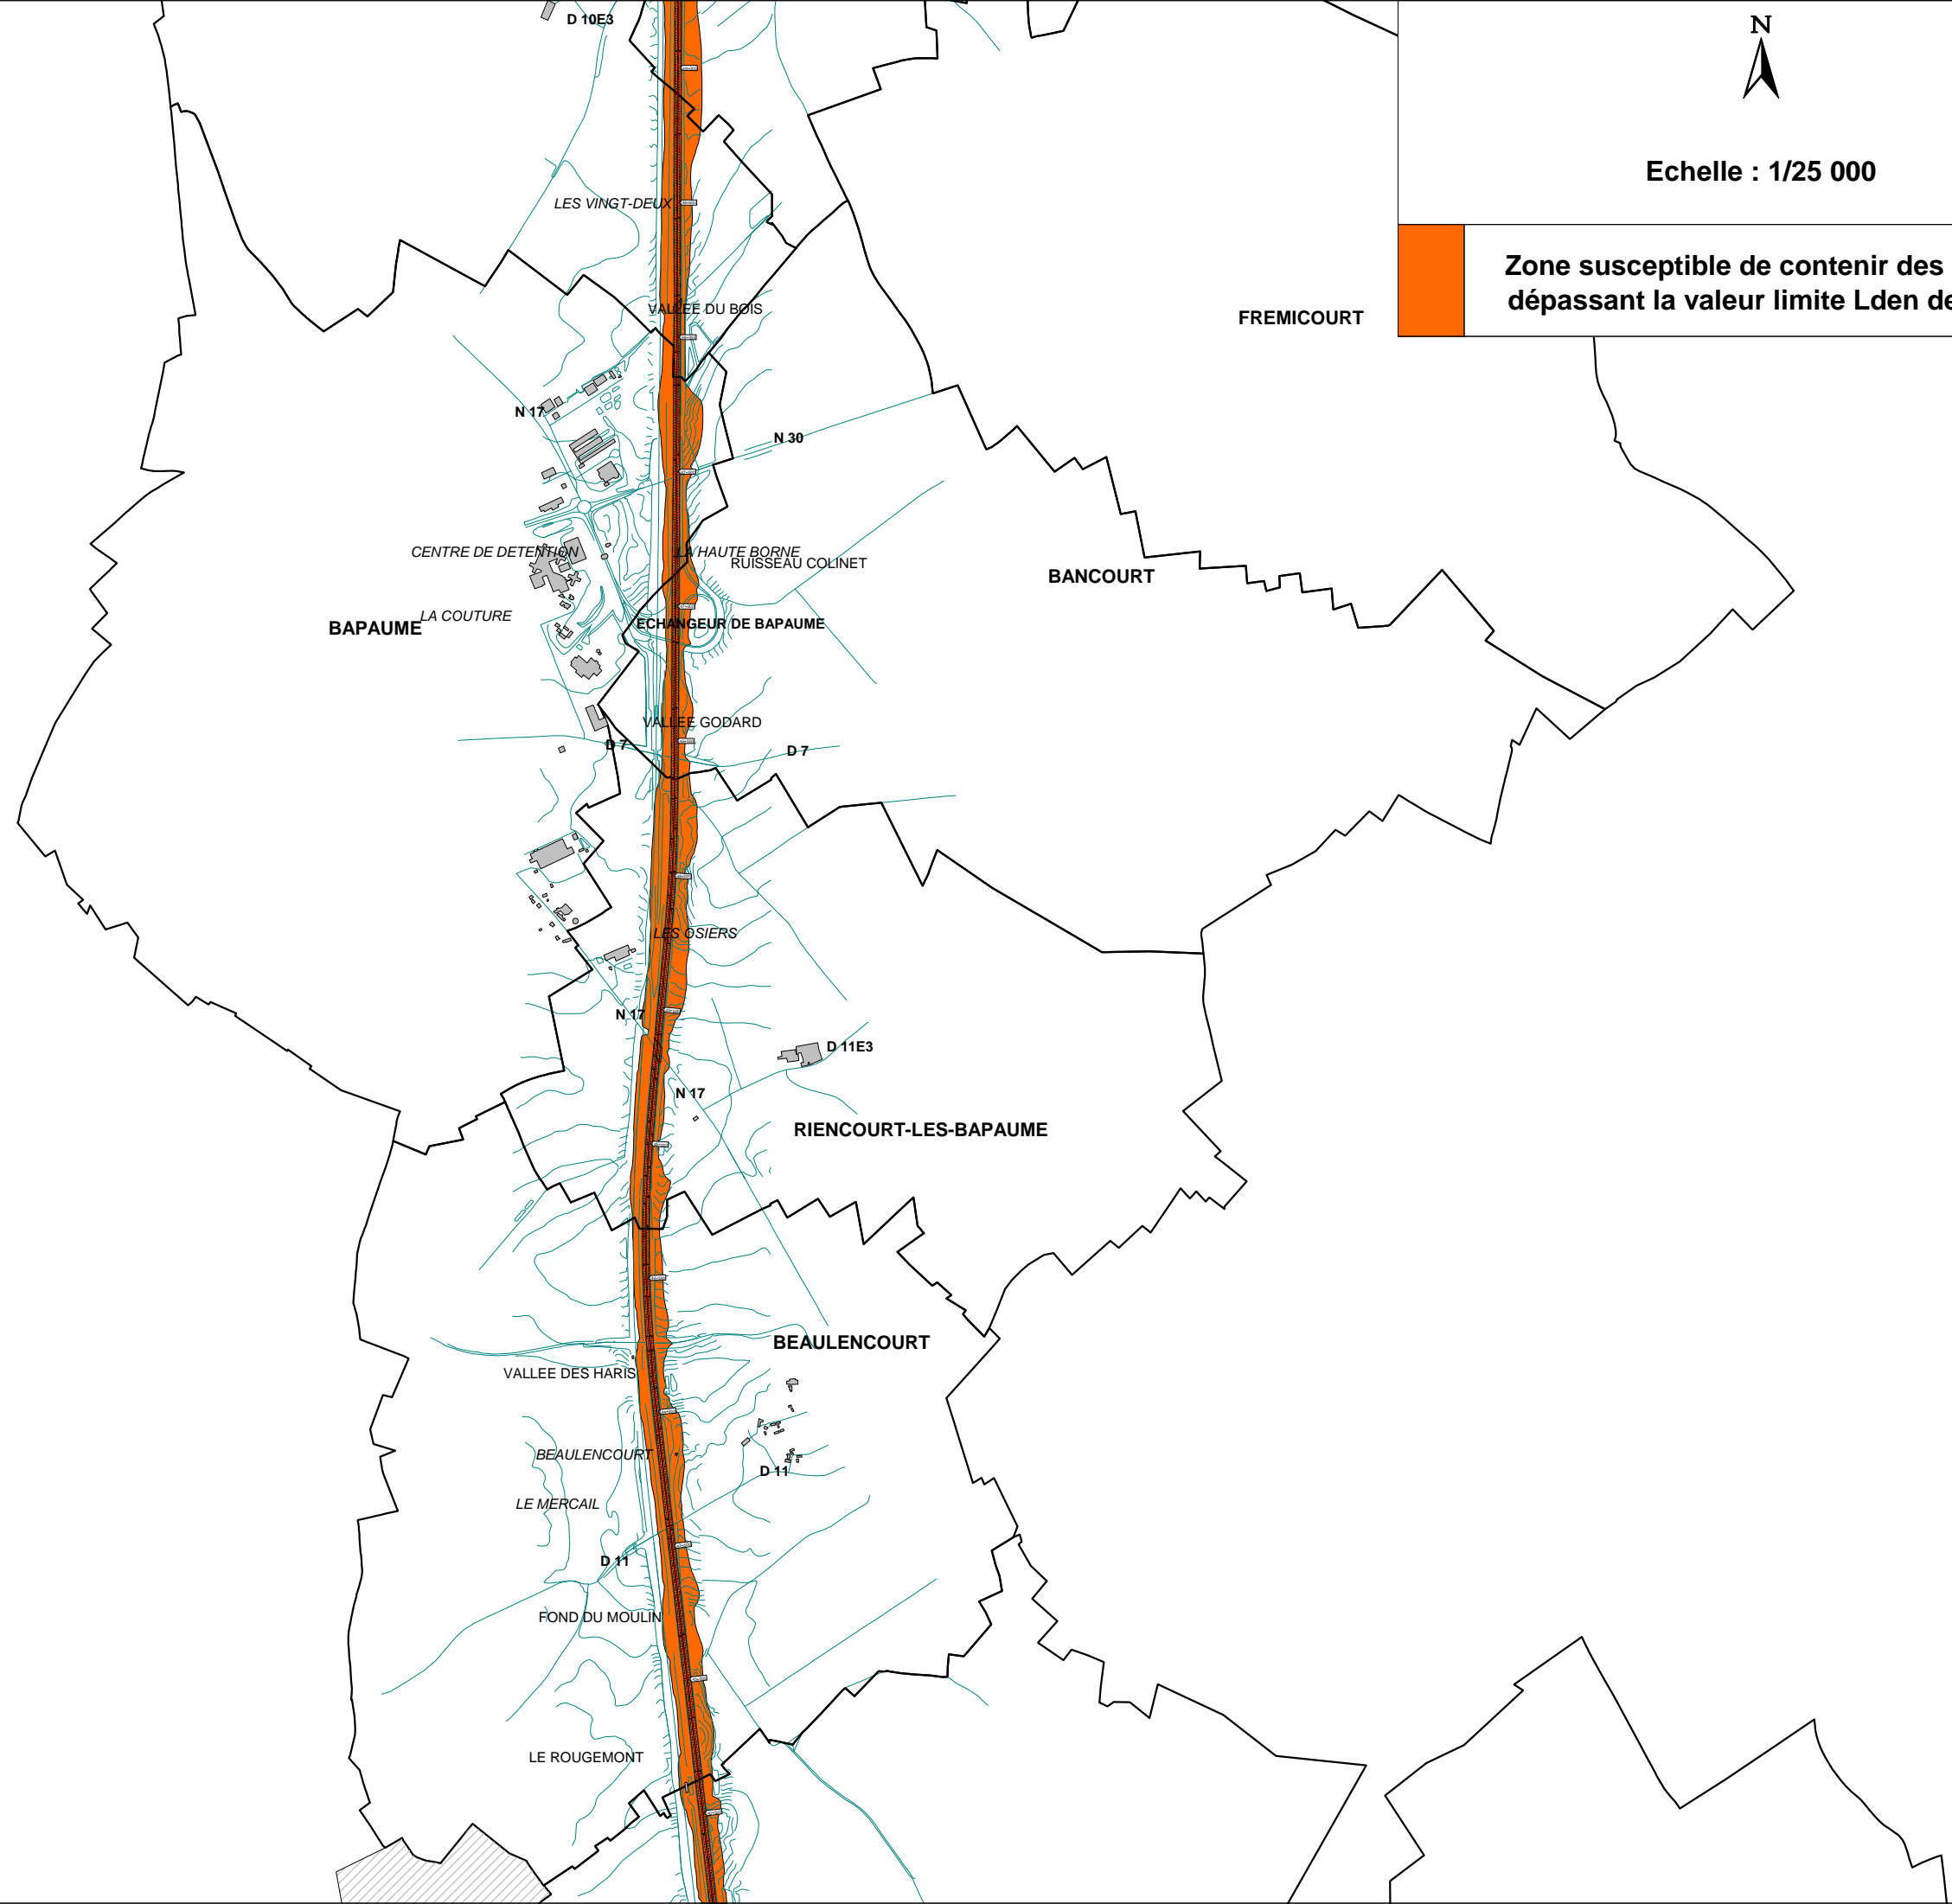 D 10E3
N
Echelle : 1/25 000
Zone susceptible de contenir des
dépassant la valeur limite Lden de
LES VINGT-DEUX
VALLEE DU BOIS
FREMICOURT
N 17
N 30
CENTRE DE DETENTION
LA HAUTE BORNE
RUISSEAU COLINET
BANCOURT
LA COUTURE
BAPAUME
ECHANGEUR DE BAPAUME
VALLEE GODARD
D 7
D 7
LES OSIERS
N 17
D 11E3
N 17
RIENCOURT-LES-BAPAUME
BEAULENCOURT
VALLEE DES HARIS
BEAULENCOURT
D 11
LE MERCAIL
D 11
FOND DU MOULIN
LE ROUGEMONT